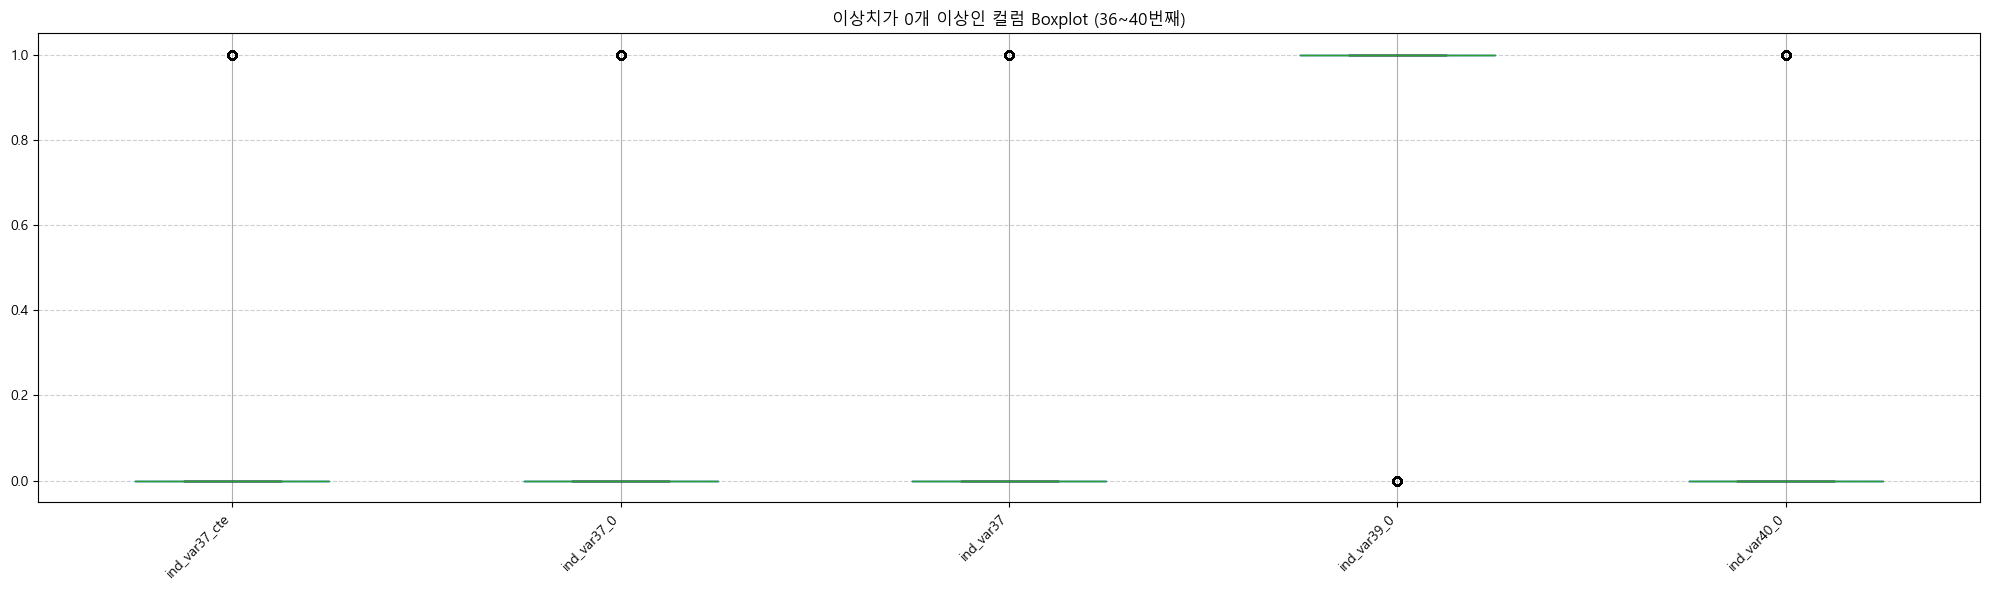 이상치가 0개 이상인 컬럼 Boxplot (36~40번째)
1.0
0.8
0.6
0.4
0.2
0.0
ind_var37_cte
ind_var37_0
ind_var37
ind_var39_0
ind_var40_0